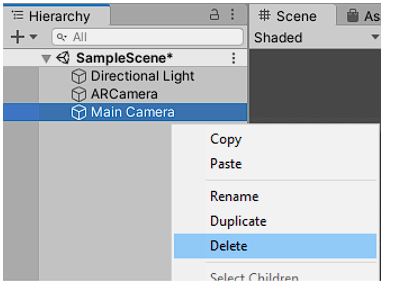 Hierarchy
Scene
As
All
Shaded
SampleScene*
Directional Light
ARCamera
Main Camera
Copy
Paste
Rename
Duplicate
Delete
Select Children